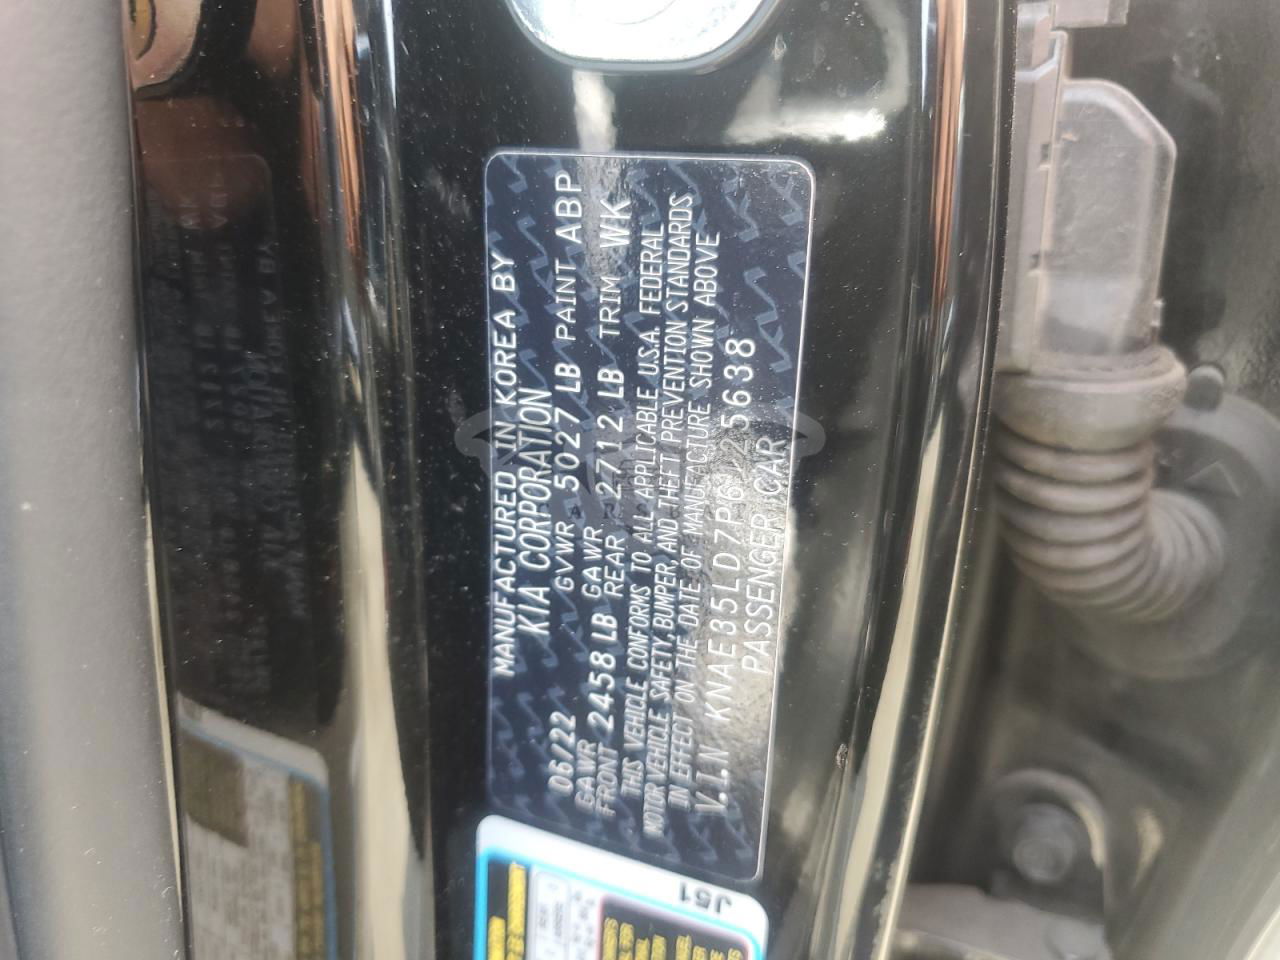 MANUFACTURED IN KOREA BY
KIA CORPORATION
06/22 GVWR 5027 LB PAINT ABP
GAWR FRONT 2458 LB GAWR REAR 2712 LB TRIM WK
THIS VEHICLE CONFORMS TO ALL APPLICABLE U.S.A. FEDERAL
MOTOR VEHICLE SAFETY, BUMPER, AND THEFT PREVENTION STANDARDS
IN EFFECT ON THE DATE OF MANUFACTURE SHOWN ABOVE
V.I.N KNAE35LD7P6125638
PASSENGER CAR
J51